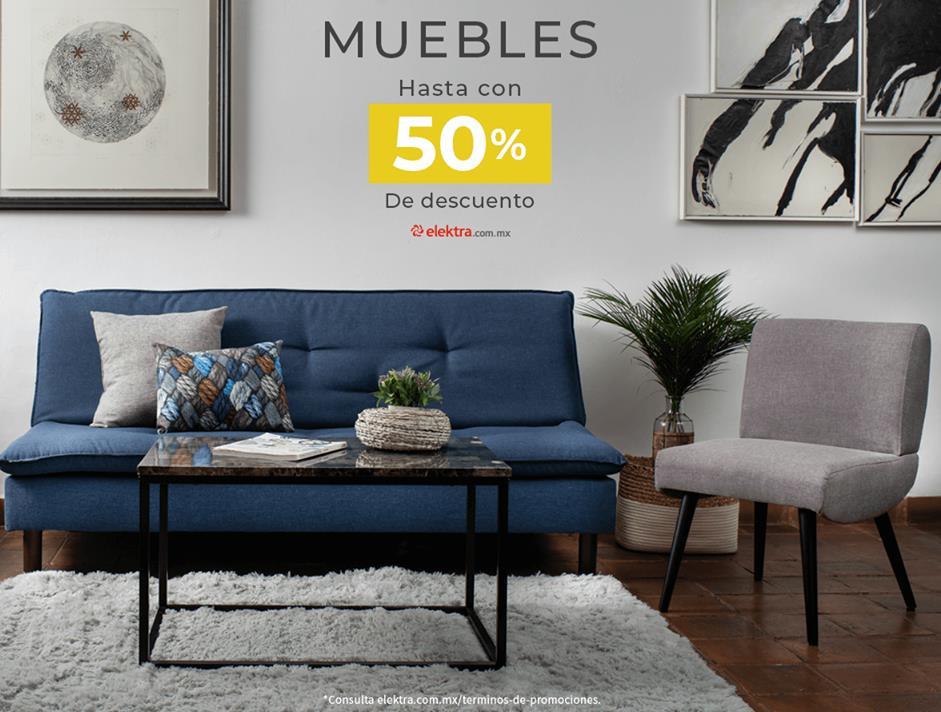 MUEBLES
Hasta con
50%
De descuento
elektra.com.mx
*Consulta elektra.com.mx/terminos-de-promociones.